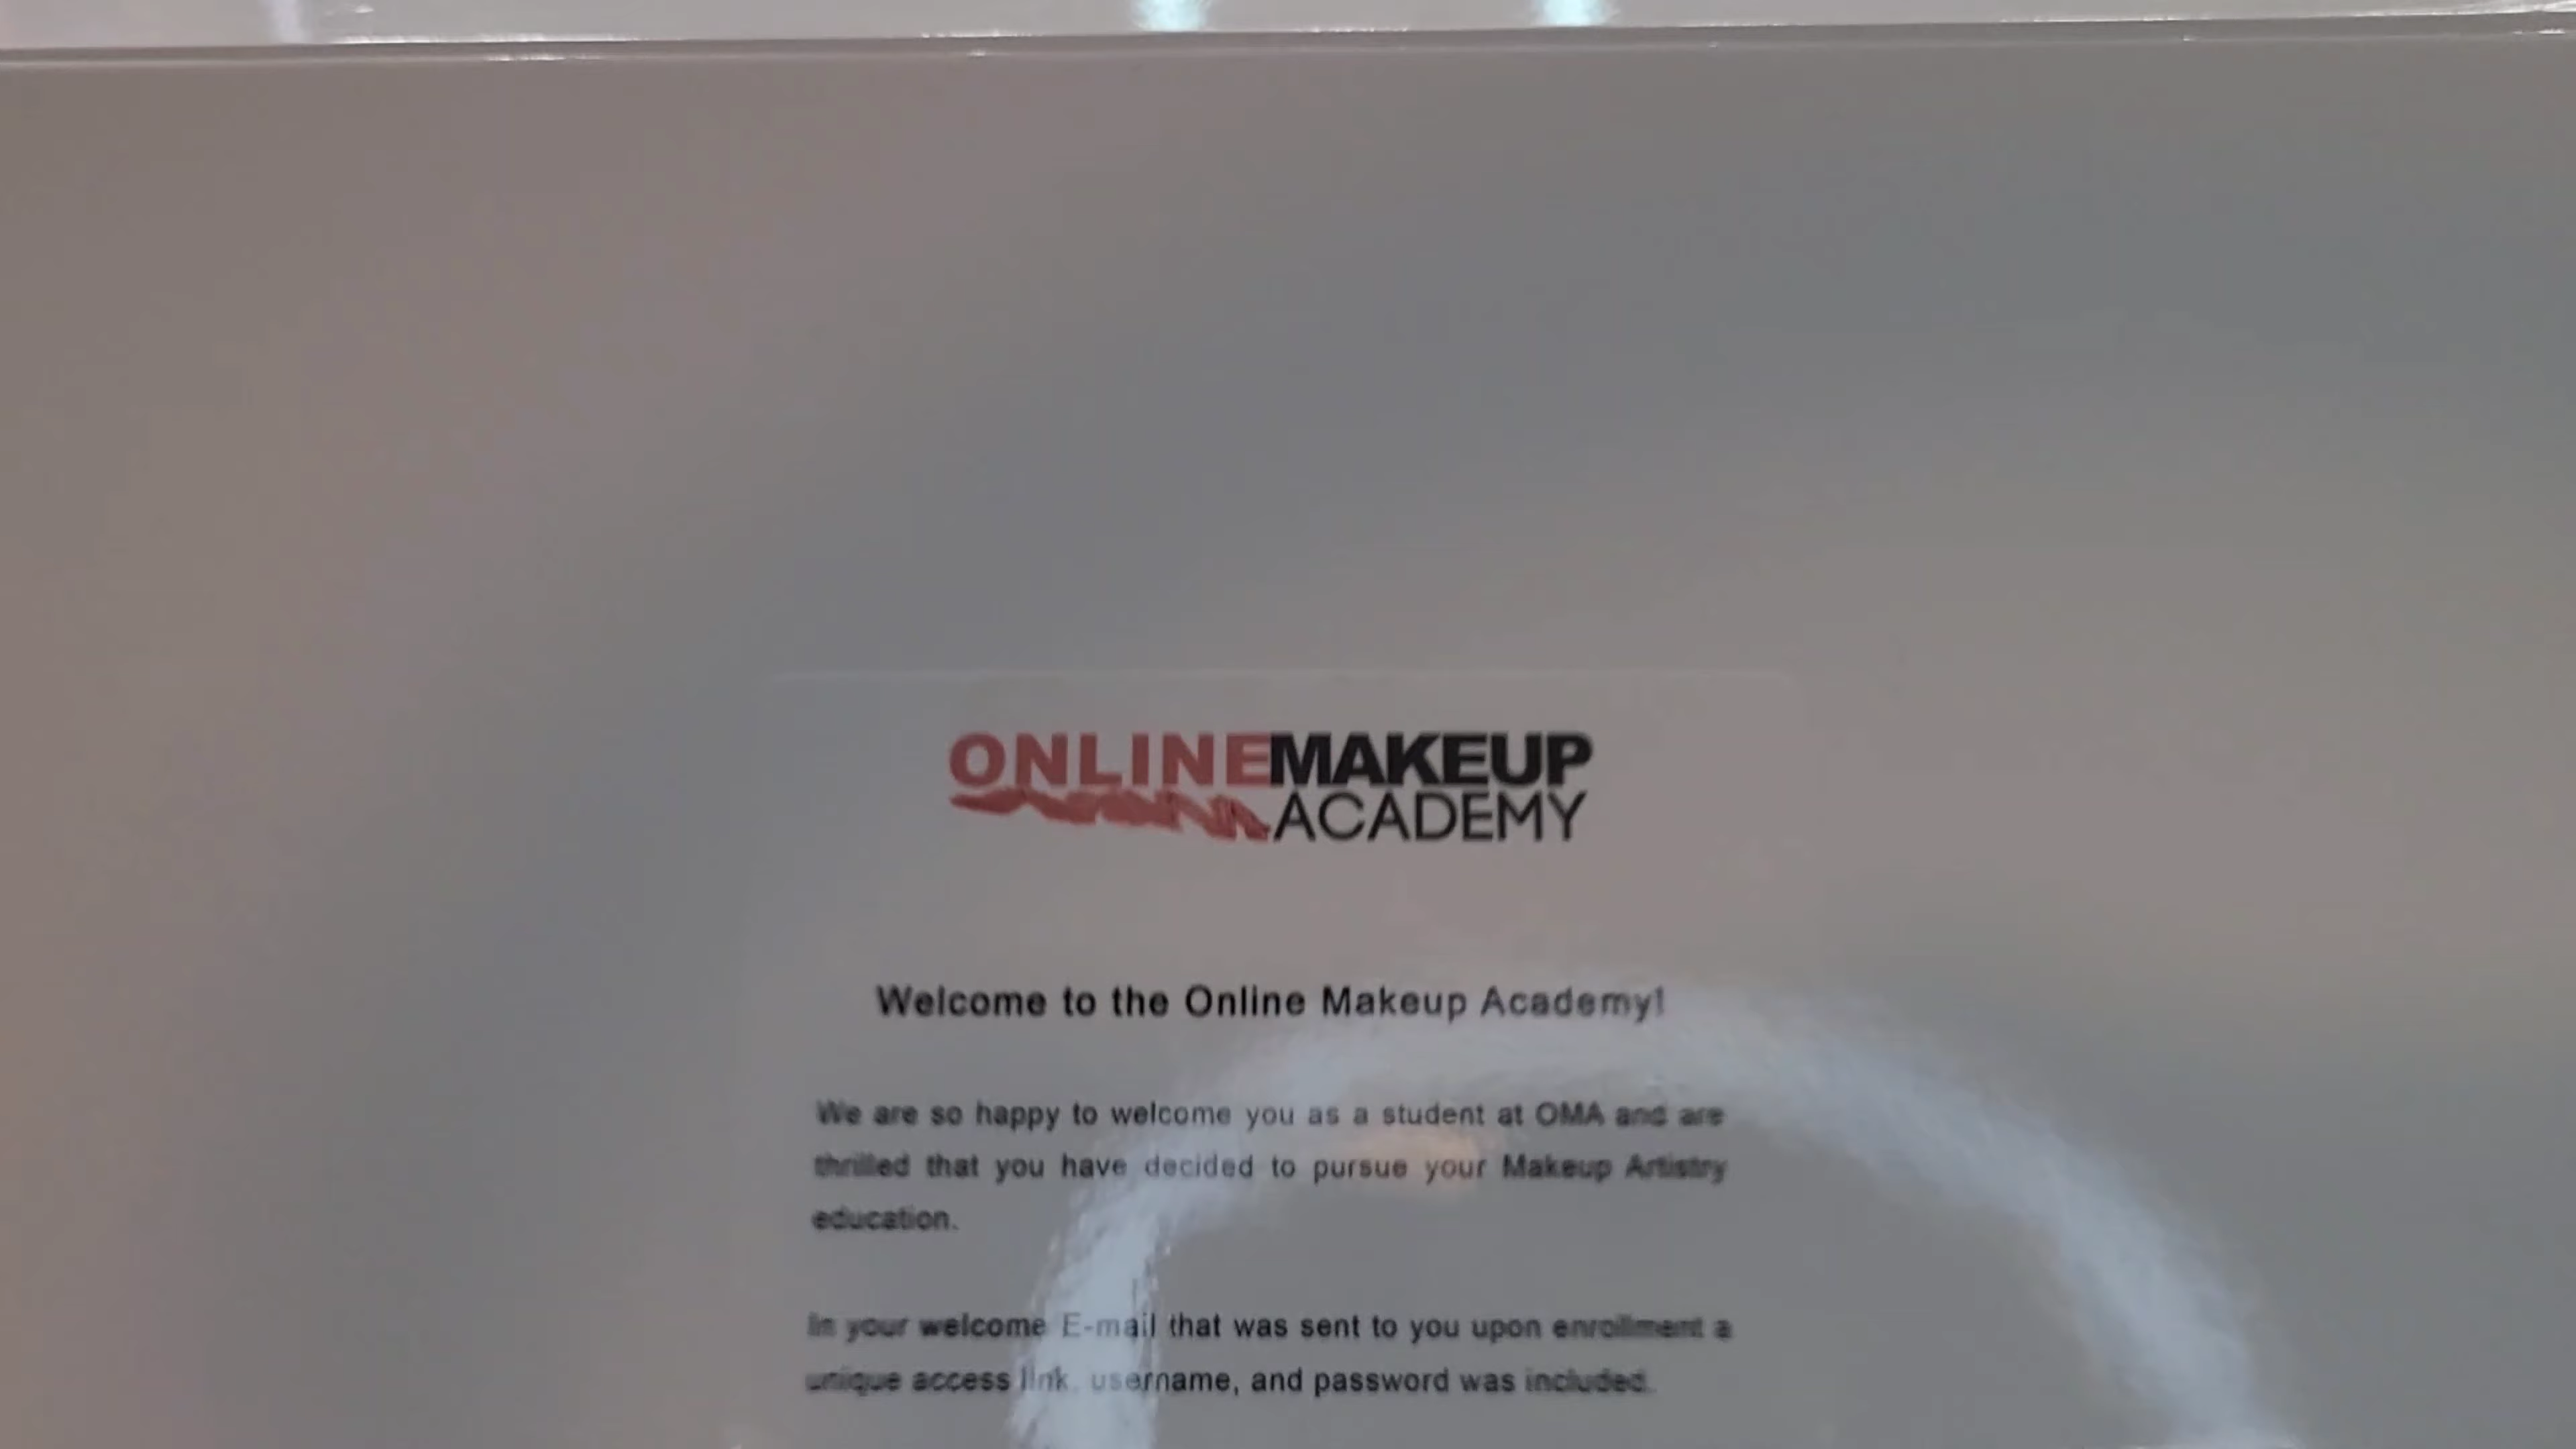 ONLINEMAKEUP
ACADEMY
Welcome to the Online Makeup Academy!
We are so happy to welcome you as a student at OMA and are
thrilled that you have decided to pursue your Makeup Artistry
education.
In your welcome E-mail that was sent to you upon enrollment a
unique access link, username, and password was included.